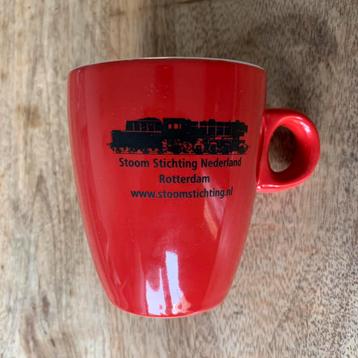 Stoom Stichting Nederland
Rotterdam
www.stoomstichting.nl